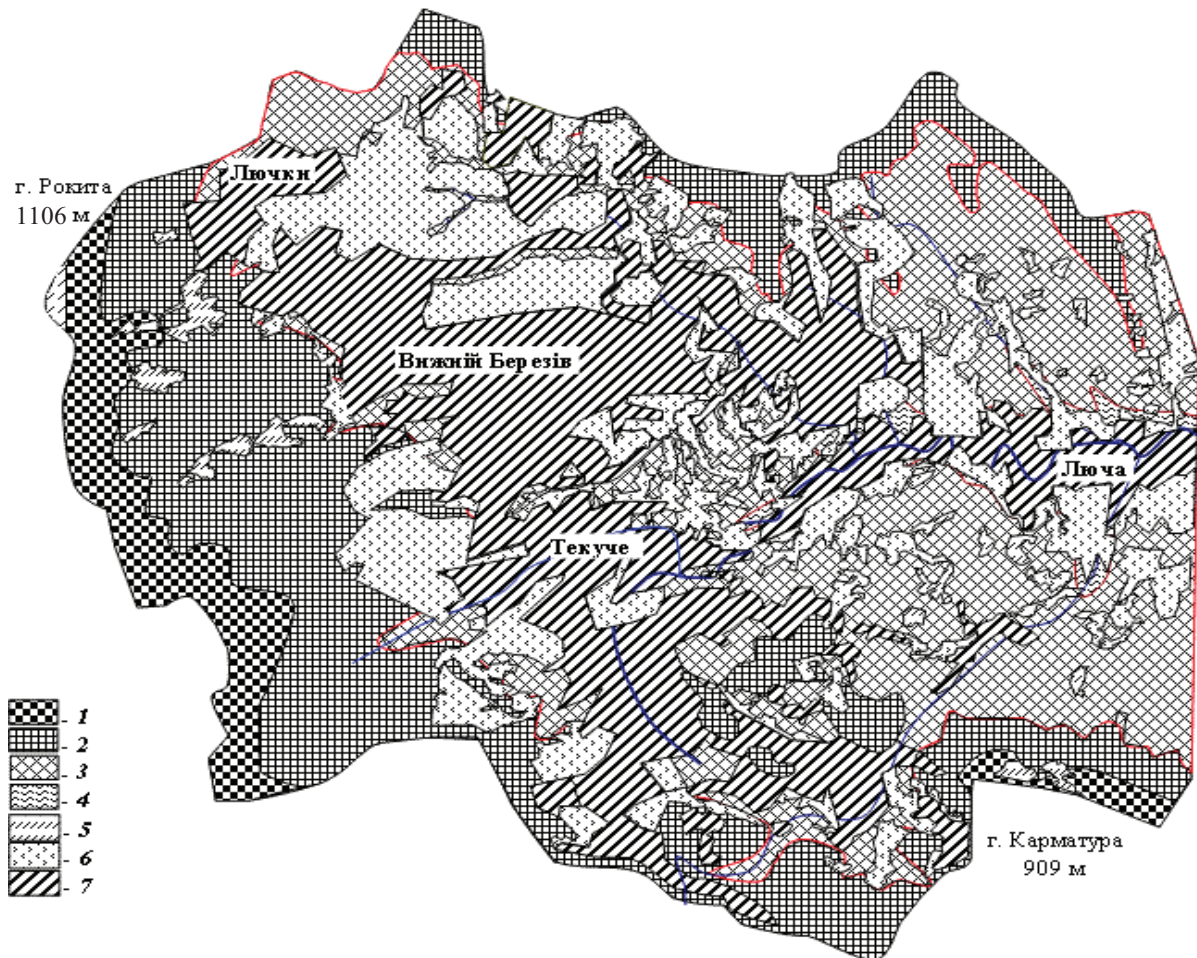 Лючки
г. Рокита
1106 м
Вижній Березів
Люча
Текуче
- 1
- 2
- 3
- 4
- 5
- 6
- 7
г. Карматура
909 м